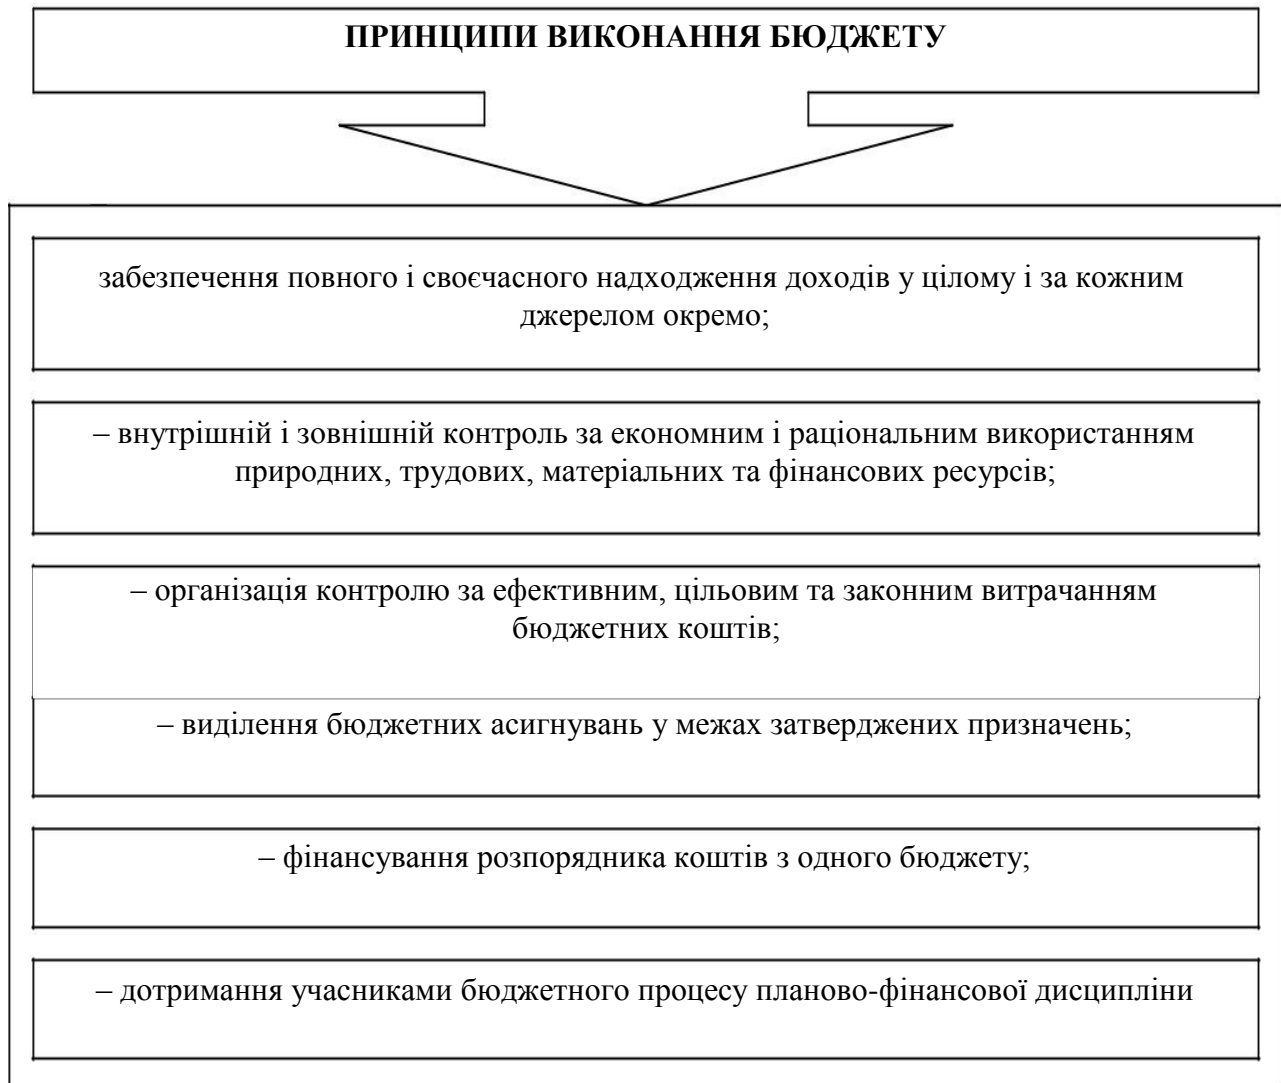 ПРИНЦИПИ ВИКОНАННЯ БЮДЖЕТУ
забезпечення повного і своєчасного надходження доходів у цілому і за кожним
джерелом окремо;
– внутрішній і зовнішній контроль за економним і раціональним використанням
природних, трудових, матеріальних та фінансових ресурсів;
– організація контролю за ефективним, цільовим та законним витрачанням
бюджетних коштів;
– виділення бюджетних асигнувань у межах затверджених призначень;
– фінансування розпорядника коштів з одного бюджету;
– дотримання учасниками бюджетного процесу планово-фінансової дисципліни